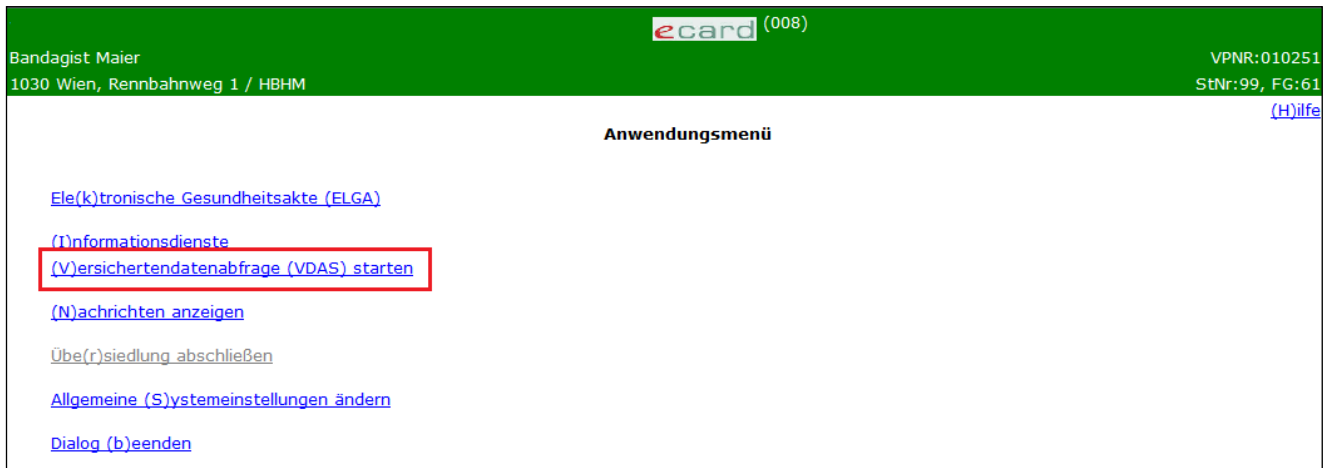 ecard (008)
Bandagist Maier VPNR:010251
1030 Wien, Rennbahnweg 1 / HBHM StNr:99, FG:61
(H)ilfe
Anwendungsmenü
Ele(k)tronische Gesundheitsakte (ELGA)
(I)nformationsdienste
(V)ersichertendatenabfrage (VDAS) starten
(N)achrichten anzeigen
Übe(r)siedlung abschließen
Allgemeine (S)ystemeinstellungen ändern
Dialog (b)eenden